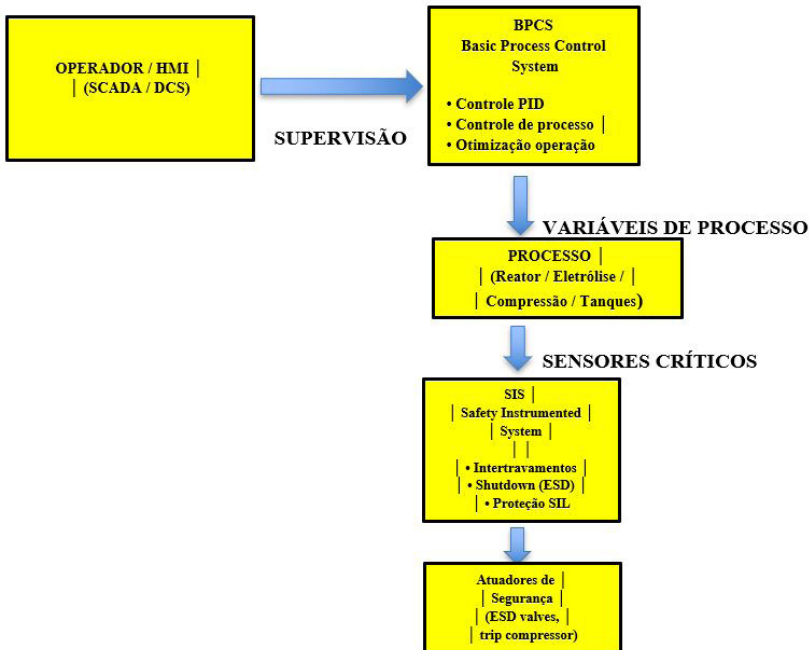 OPERADOR / HMI │
│ (SCADA / DCS)
SUPERVISÃO
BPCS
Basic Process Control
System
• Controle PID
• Controle de processo │
• Otimização operação
VARIÁVEIS DE PROCESSO
PROCESSO │
│ (Reator / Eletrólise / │
│ Compressão / Tanques)
SENSORES CRÍTICOS
SIS │
│ Safety Instrumented │
│ System │
│ │
│ • Intertravamentos │
│ • Shutdown (ESD) │
│ • Proteção SIL
Atuadores de │
│ Segurança │
│ (ESD valves, │
│ trip compressor)